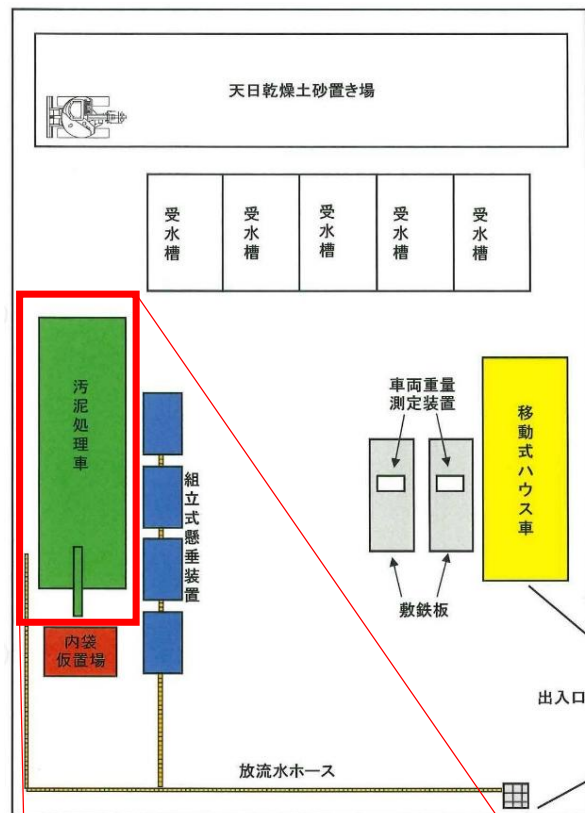 天日乾燥土砂置き場
受水槽
受水槽
受水槽
受水槽
受水槽
汚泥処理車
組立式懸垂装置
車両重量
測定装置
移動式ハウス車
敷鉄板
内袋
仮置場
出入口
放流水ホース